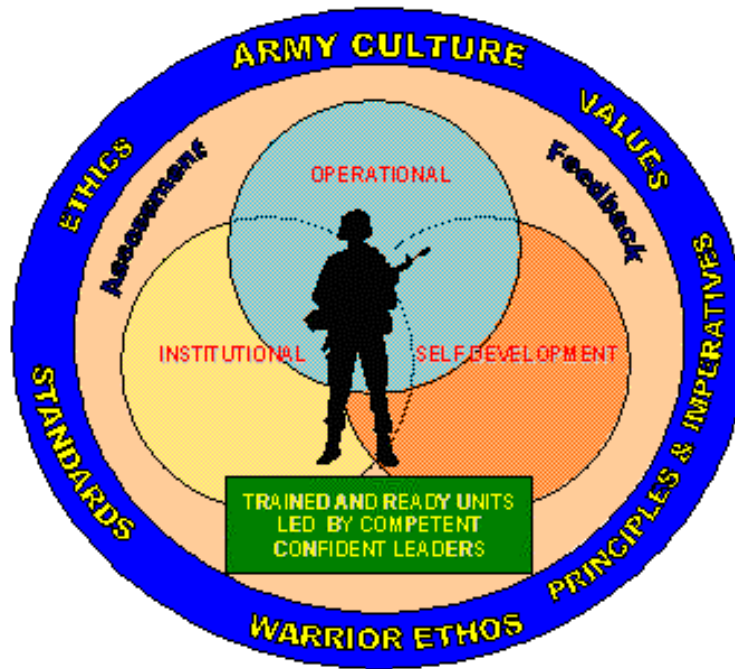 ARMY CULTURE
ETHICS
VALUES
Assessment
Feedback
OPERATIONAL
INSTITUTIONAL
SELF DEVELOPMENT
STANDARDS
PRINCIPLES & IMPERATIVES
TRAINED AND READY UNITS
LED BY COMPETENT
CONFIDENT LEADERS
WARRIOR ETHOS